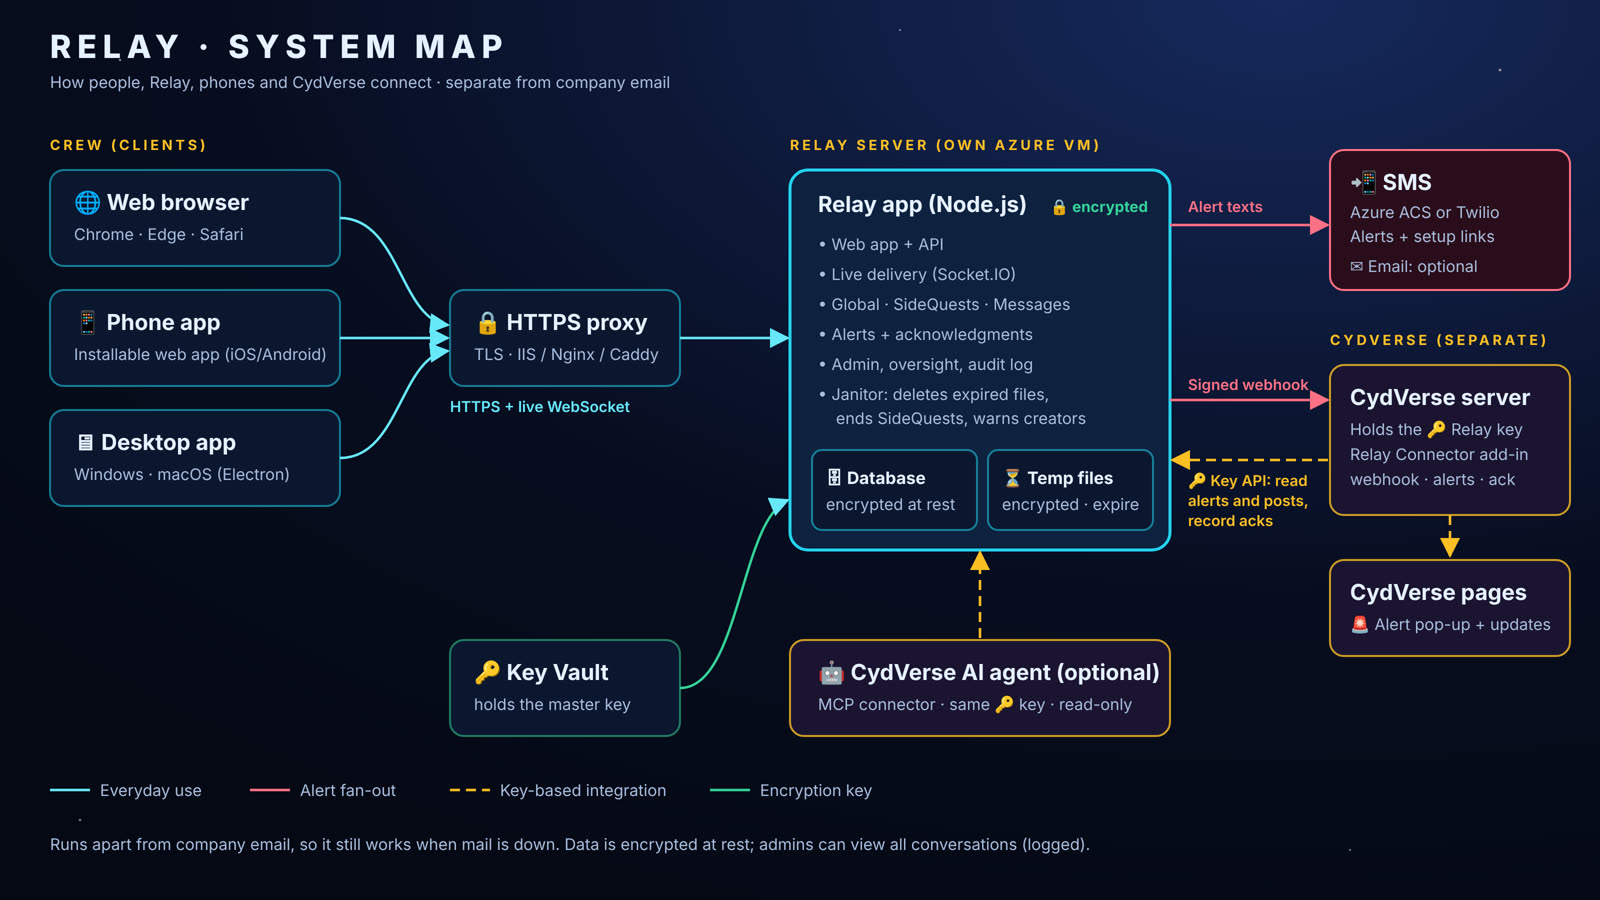 RELAY · SYSTEM MAP
How people, Relay, phones and CydVerse connect · separate from company email
CREW (CLIENTS)
🌐 Web browser
Chrome · Edge · Safari
📱 Phone app
Installable web app (iOS/Android)
🖥 Desktop app
Windows · macOS (Electron)
🔒 HTTPS proxy
TLS · IIS / Nginx / Caddy
HTTPS + live WebSocket
🔑 Key Vault
holds the master key
RELAY SERVER (OWN AZURE VM)
Relay app (Node.js) 🔒 encrypted
• Web app + API
• Live delivery (Socket.IO)
• Global · SideQuests · Messages
• Alerts + acknowledgments
• Admin, oversight, audit log
• Janitor: deletes expired files,
ends SideQuests, warns creators
🗄 Database
encrypted at rest
⏳ Temp files
encrypted · expire
🤖 CydVerse AI agent (optional)
MCP connector · same 🔑 key · read-only
Alert texts
Signed webhook
🔑 Key API: read
alerts and posts,
record acks
📲 SMS
Azure ACS or Twilio
Alerts + setup links
✉ Email: optional
CYDVERSE (SEPARATE)
CydVerse server
Holds the 🔑 Relay key
Relay Connector add-in
webhook · alerts · ack
CydVerse pages
🚨 Alert pop-up + updates
Everyday use
Alert fan-out
Key-based integration
Encryption key
Runs apart from company email, so it still works when mail is down. Data is encrypted at rest; admins can view all conversations (logged).